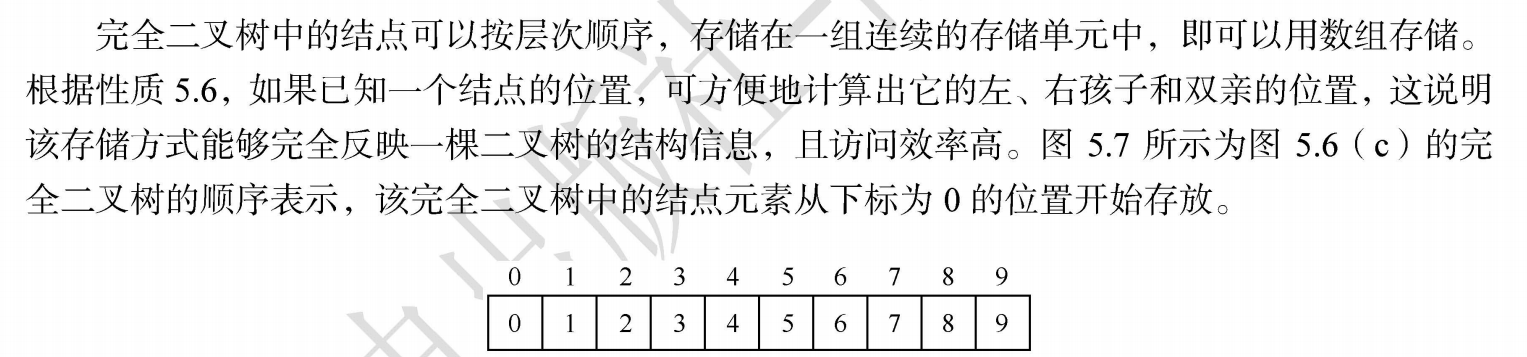 完全二叉树中的结点可以按层次顺序，存储在一组连续的存储单元中，即可以用数组存储。
根据性质 5.6，如果已知一个结点的位置，可方便地计算出它的左、右孩子和双亲的位置，这说明
该存储方式能够完全反映一棵二叉树的结构信息，且访问效率高。图 5.7 所示为图 5.6（c）的完
全二叉树的顺序表示，该完全二叉树中的结点元素从下标为 0 的位置开始存放。
0 1 2 3 4 5 6 7 8 9
0 1 2 3 4 5 6 7 8 9